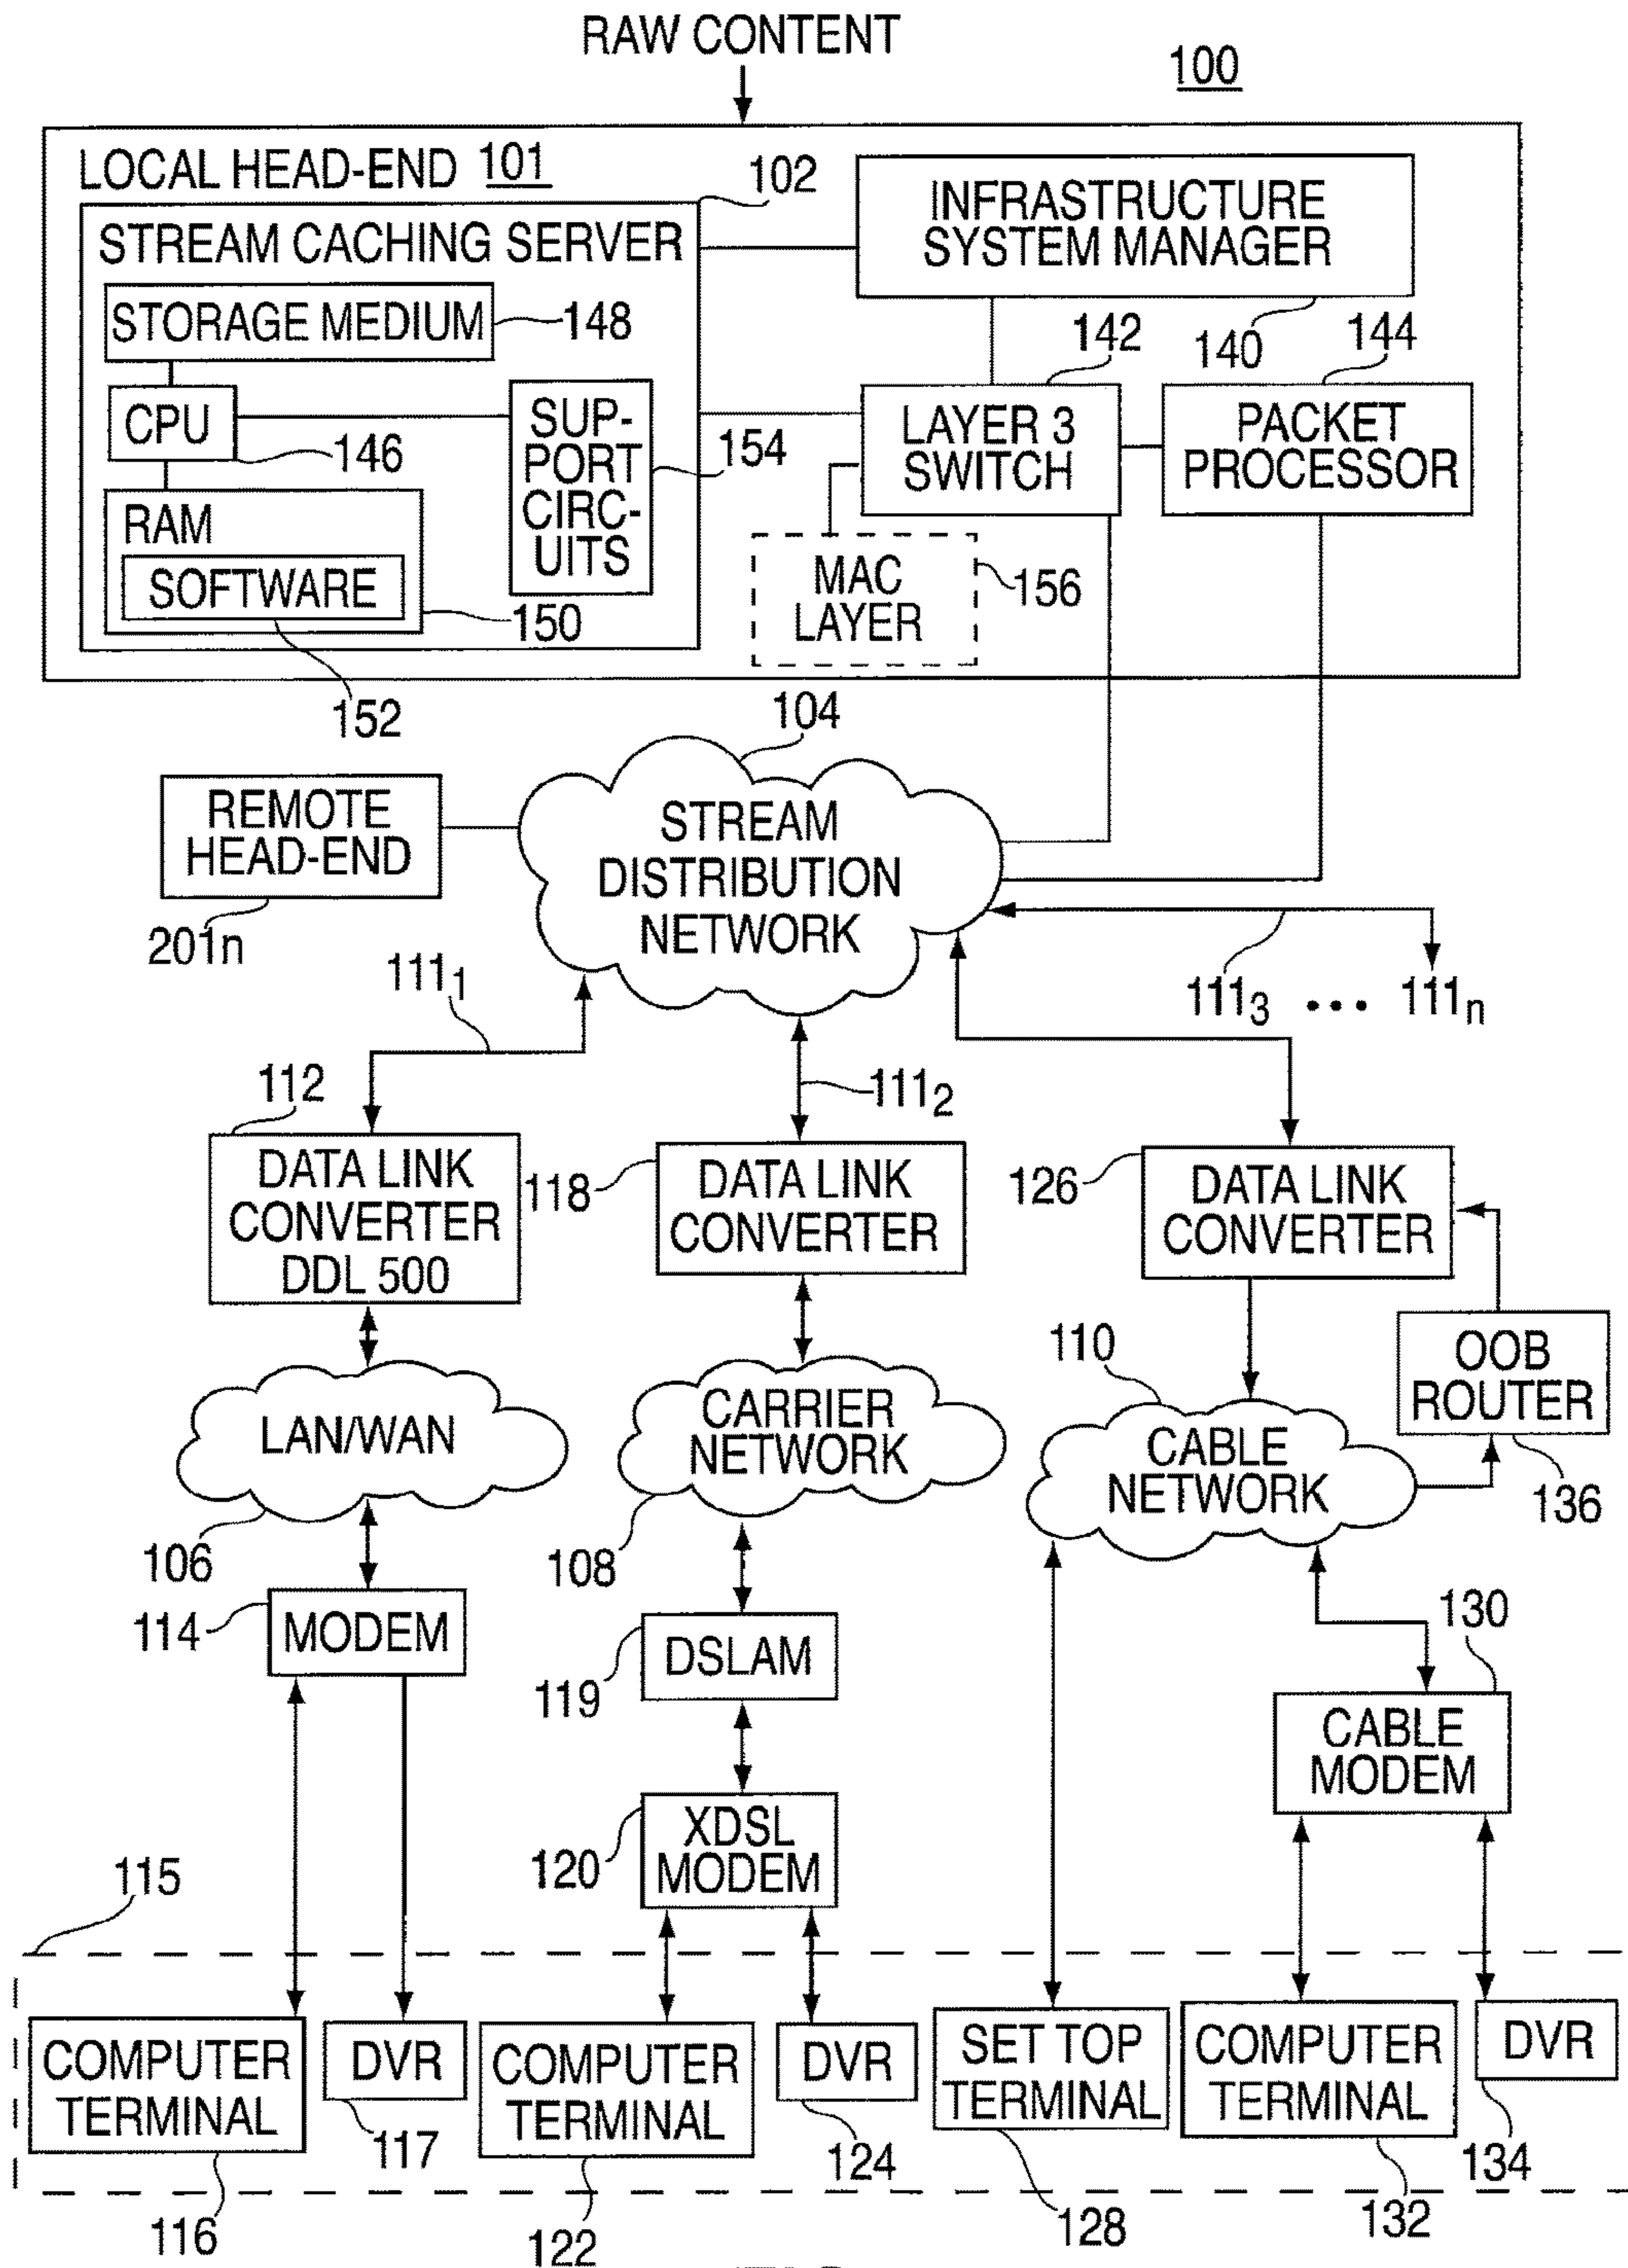 RAW CONTENT
100
LOCAL HEAD-END 101
102
INFRASTRUCTURE
SYSTEM MANAGER
140
STREAM CACHING SERVER
STORAGE MEDIUM
148
CPU
146
SUP-
PORT
CIRC-
UITS
154
RAM
SOFTWARE
150
152
142
LAYER 3
SWITCH
144
PACKET
PROCESSOR
MAC
LAYER
156
104
STREAM
DISTRIBUTION
NETWORK
REMOTE
HEAD-END
201n
111₁
111₂
111₃ ••• 111ₙ
112
DATA LINK
CONVERTER
DDL 500
118
DATA LINK
CONVERTER
126
DATA LINK
CONVERTER
LAN/WAN
106
CARRIER
NETWORK
108
110
CABLE
NETWORK
OOB
ROUTER
136
114
MODEM
119
DSLAM
120
XDSL
MODEM
130
CABLE
MODEM
115
COMPUTER
TERMINAL
116
DVR
117
COMPUTER
TERMINAL
122
DVR
124
SET TOP
TERMINAL
128
COMPUTER
TERMINAL
132
DVR
134